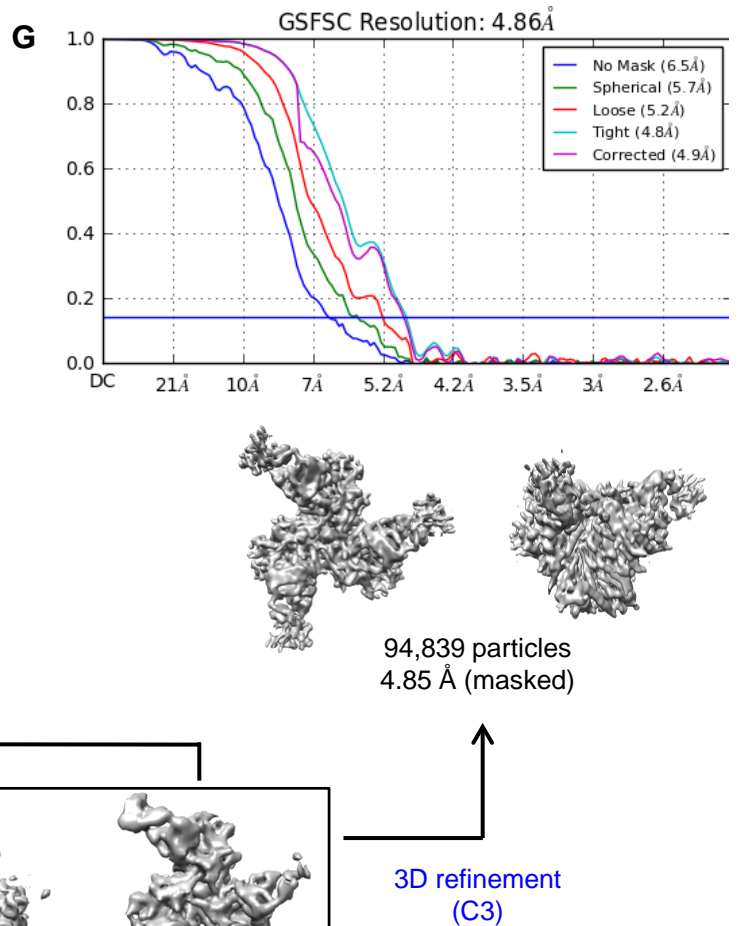 G
GSFSC Resolution: 4.86Å
1.0
0.8
0.6
0.4
0.2
0.0
No Mask (6.5Å)
Spherical (5.7Å)
Loose (5.2Å)
Tight (4.8Å)
Corrected (4.9Å)
DC 21Å 10Å 7Å 5.2Å 4.2Å 3.5Å 3Å 2.6Å
94,839 particles
4.85 Å (masked)
3D refinement
(C3)